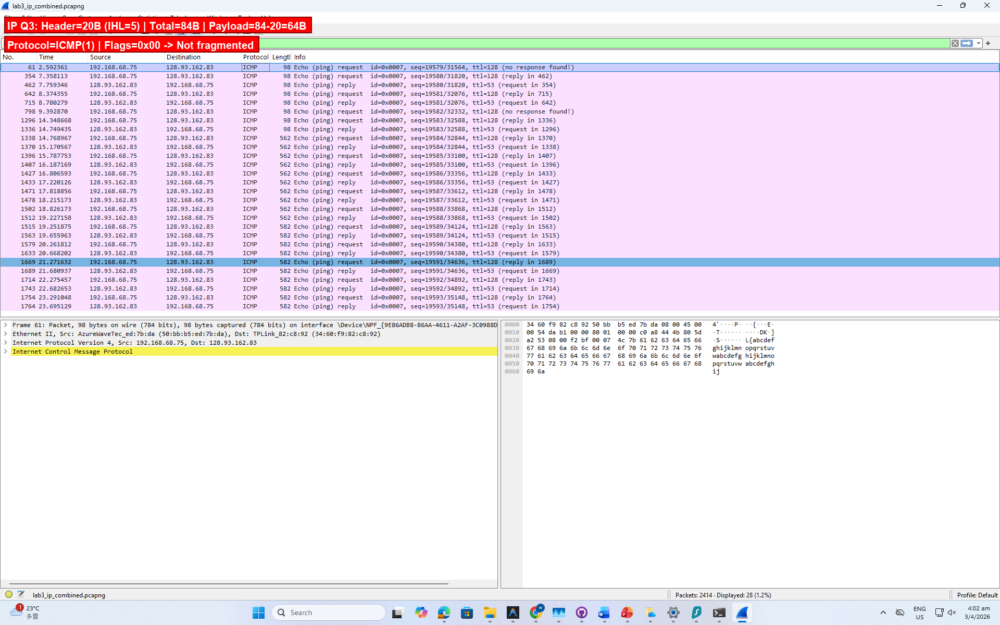 lab3_ip_combined.pcapng
IP Q3: Header=20B (IHL=5) | Total=84B | Payload=84-20=64B
Protocol=ICMP(1) | Flags=0x00 -> Not fragmented
No. Time Source Destination Protocol Lengtl Info
61 2.592361 192.168.68.75 128.93.162.83 ICMP 98 Echo (ping) request id=0x0007, seq=19579/31564, ttl=128 (no response found!)
354 7.358113 192.168.68.75 128.93.162.83 ICMP 98 Echo (ping) request id=0x0007, seq=19580/31820, ttl=128 (reply in 462)
462 7.759346 128.93.162.83 192.168.68.75 ICMP 98 Echo (ping) reply id=0x0007, seq=19580/31820, ttl=53 (request in 354)
642 8.374355 192.168.68.75 128.93.162.83 ICMP 98 Echo (ping) request id=0x0007, seq=19581/32076, ttl=128 (reply in 715)
715 8.780279 128.93.162.83 192.168.68.75 ICMP 98 Echo (ping) reply id=0x0007, seq=19581/32076, ttl=53 (request in 642)
798 9.392870 192.168.68.75 128.93.162.83 ICMP 98 Echo (ping) request id=0x0007, seq=19582/32332, ttl=128 (no response found!)
1296 14.348668 192.168.68.75 128.93.162.83 ICMP 98 Echo (ping) request id=0x0007, seq=19583/32588, ttl=128 (reply in 1336)
1336 14.749435 128.93.162.83 192.168.68.75 ICMP 98 Echo (ping) reply id=0x0007, seq=19583/32588, ttl=53 (request in 1296)
1338 14.768967 192.168.68.75 128.93.162.83 ICMP 562 Echo (ping) request id=0x0007, seq=19584/32844, ttl=128 (reply in 1370)
1370 15.170567 128.93.162.83 192.168.68.75 ICMP 562 Echo (ping) reply id=0x0007, seq=19584/32844, ttl=53 (request in 1338)
1396 15.787753 192.168.68.75 128.93.162.83 ICMP 562 Echo (ping) request id=0x0007, seq=19585/33100, ttl=128 (reply in 1407)
1407 16.187169 128.93.162.83 192.168.68.75 ICMP 562 Echo (ping) reply id=0x0007, seq=19585/33100, ttl=53 (request in 1396)
1427 16.806593 192.168.68.75 128.93.162.83 ICMP 562 Echo (ping) request id=0x0007, seq=19586/33356, ttl=128 (reply in 1433)
1433 17.220126 128.93.162.83 192.168.68.75 ICMP 562 Echo (ping) reply id=0x0007, seq=19586/33356, ttl=53 (request in 1427)
1471 17.818856 192.168.68.75 128.93.162.83 ICMP 562 Echo (ping) request id=0x0007, seq=19587/33612, ttl=128 (reply in 1478)
1478 18.215173 128.93.162.83 192.168.68.75 ICMP 562 Echo (ping) reply id=0x0007, seq=19587/33612, ttl=53 (request in 1471)
1502 18.826173 192.168.68.75 128.93.162.83 ICMP 562 Echo (ping) request id=0x0007, seq=19588/33868, ttl=128 (reply in 1512)
1512 19.227158 128.93.162.83 192.168.68.75 ICMP 562 Echo (ping) reply id=0x0007, seq=19588/33868, ttl=53 (request in 1502)
1515 19.251875 192.168.68.75 128.93.162.83 ICMP 582 Echo (ping) request id=0x0007, seq=19589/34124, ttl=128 (reply in 1563)
1563 19.655963 128.93.162.83 192.168.68.75 ICMP 582 Echo (ping) reply id=0x0007, seq=19589/34124, ttl=53 (request in 1515)
1579 20.261812 192.168.68.75 128.93.162.83 ICMP 582 Echo (ping) request id=0x0007, seq=19590/34380, ttl=128 (reply in 1633)
1633 20.668202 128.93.162.83 192.168.68.75 ICMP 582 Echo (ping) reply id=0x0007, seq=19590/34380, ttl=53 (request in 1579)
1669 21.271632 192.168.68.75 128.93.162.83 ICMP 582 Echo (ping) request id=0x0007, seq=19591/34636, ttl=128 (reply in 1689)
1689 21.680937 128.93.162.83 192.168.68.75 ICMP 582 Echo (ping) reply id=0x0007, seq=19591/34636, ttl=53 (request in 1669)
1714 22.275457 192.168.68.75 128.93.162.83 ICMP 582 Echo (ping) request id=0x0007, seq=19592/34892, ttl=128 (reply in 1743)
1743 22.682653 128.93.162.83 192.168.68.75 ICMP 582 Echo (ping) reply id=0x0007, seq=19592/34892, ttl=53 (request in 1714)
1754 23.291048 192.168.68.75 128.93.162.83 ICMP 582 Echo (ping) request id=0x0007, seq=19593/35148, ttl=128 (reply in 1764)
1764 23.695129 128.93.162.83 192.168.68.75 ICMP 582 Echo (ping) reply id=0x0007, seq=19593/35148, ttl=53 (request in 1754)
Frame 61: Packet, 98 bytes on wire (784 bits), 98 bytes captured (784 bits) on interface \Device\NPF_{9E86ADB8-86AA-4611-A2AF-3C0988D
Ethernet II, Src: AzureWaveTec_ed:7b:da (50:bb:b5:ed:7b:da), Dst: TPLink_82:c8:92 (34:60:f9:82:c8:92)
Internet Protocol Version 4, Src: 192.168.68.75, Dst: 128.93.162.83
Internet Control Message Protocol
0000 34 60 f9 82 c8 92 50 bb b5 ed 7b da 08 00 45 00 4`····P· ··{···E·
0010 00 54 da b1 00 00 80 01 00 00 c0 a8 44 4b 80 5d ·T······ ····DK·]
0020 a2 53 08 00 f2 bf 00 07 4c 7b 61 62 63 64 65 66 ·S······ L{abcdef
0030 67 68 69 6a 6b 6c 6d 6e 6f 70 71 72 73 74 75 76 ghijklmn opqrstuv
0040 77 61 62 63 64 65 66 67 68 69 6a 6b 6c 6d 6e 6f wabcdefg hijklmno
0050 70 71 72 73 74 75 76 77 61 62 63 64 65 66 67 68 pqrstuvw abcdefgh
0060 69 6a ij
lab3_ip_combined.pcapng
Packets: 2414 · Displayed: 28 (1.2%)
Profile: Default
1
23°C
多雲
Search
W
ENG
US
4:02 am
3/4/2026